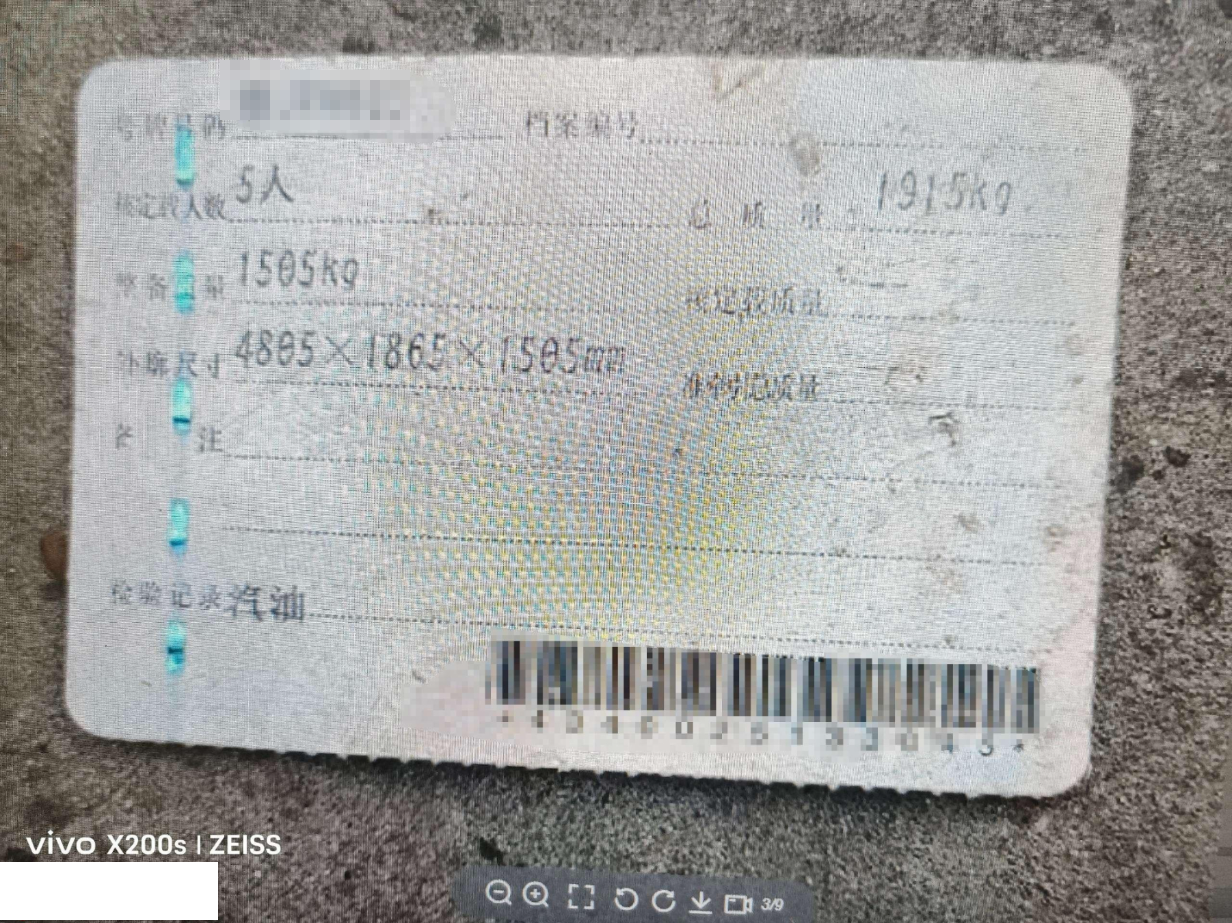 号牌号码 档案编号
核定载人数 5人 总质量 1915kg
整备质量 1505kg 核定载质量
外廓尺寸 4865×1865×1505mm 准牵引总质量
备注
检验记录 汽油
vivo X200s | ZEISS
3/9